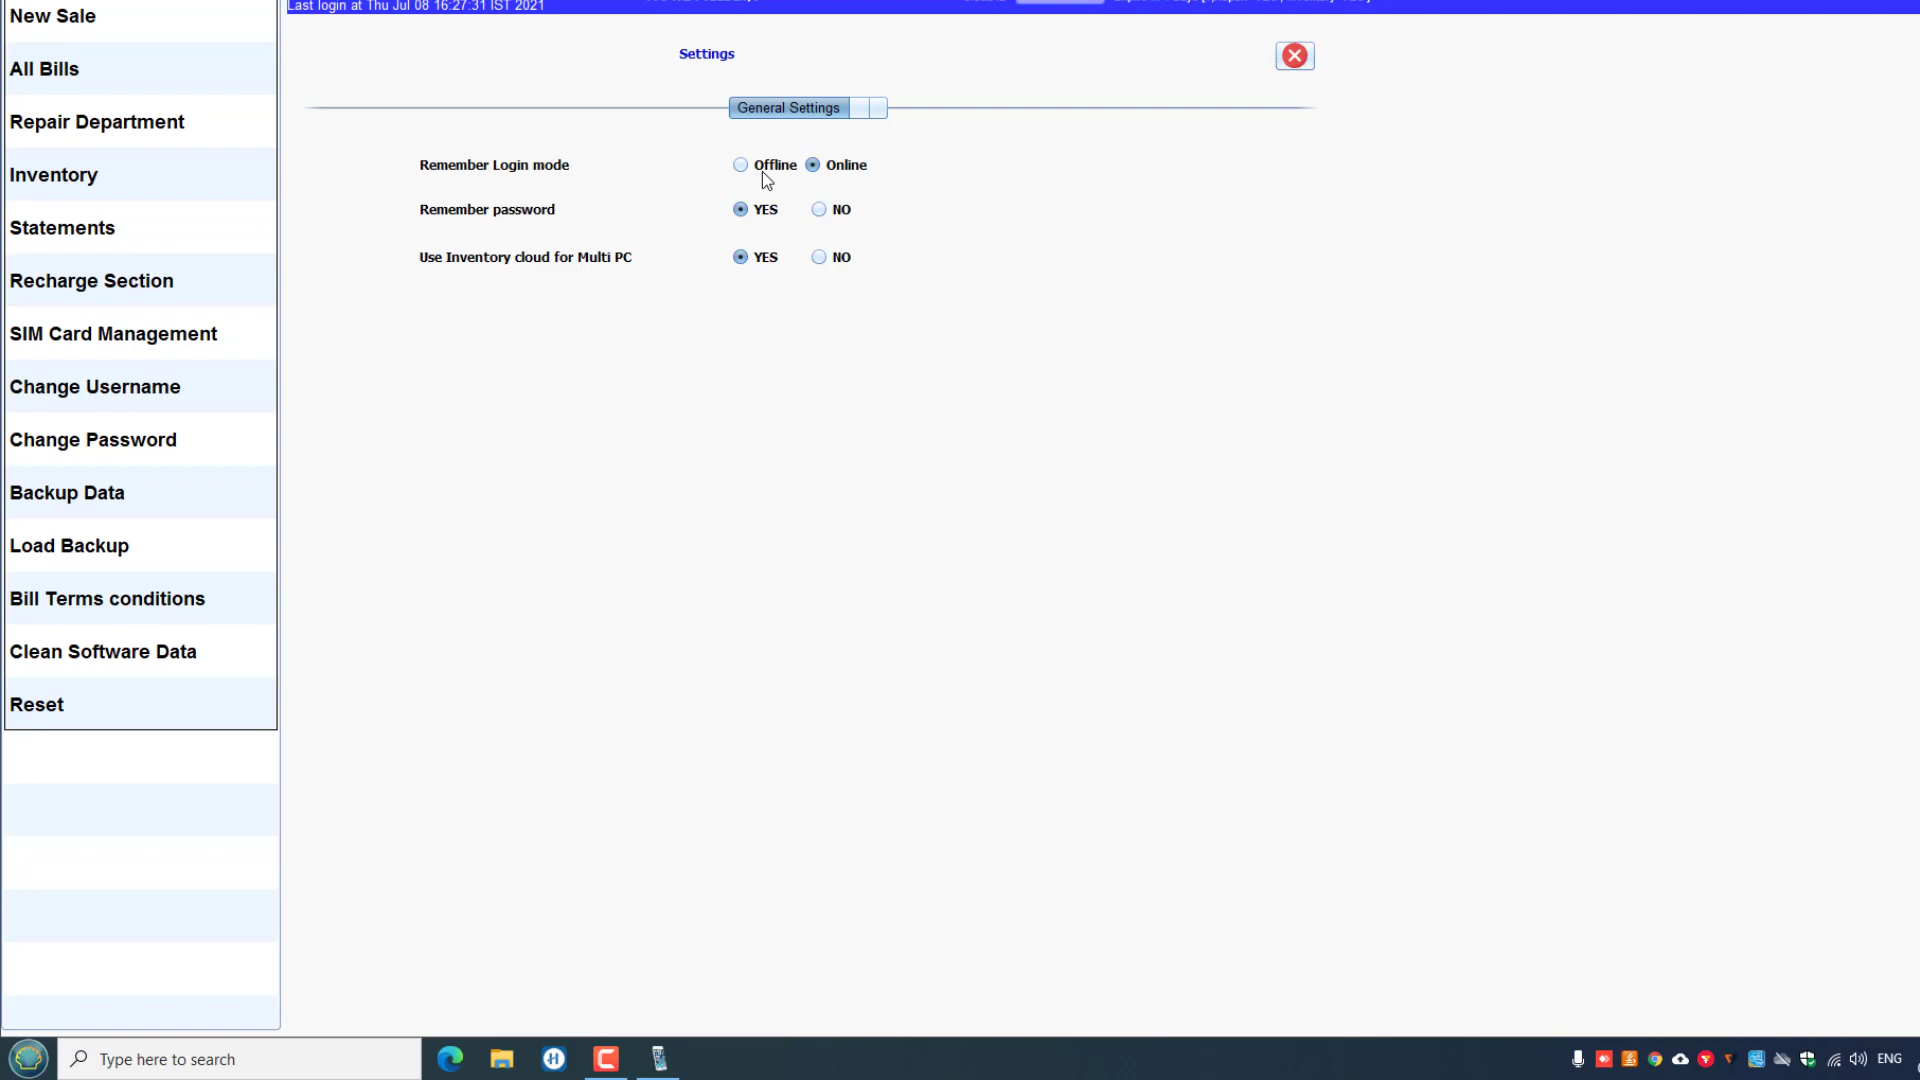 New Sale
Last login at Thu Jul 08 16:27:31 IST 2021
Settings
All Bills
General Settings
Repair Department
Remember Login mode Offline Online
Inventory
Remember password YES NO
Statements
Use Inventory cloud for Multi PC YES NO
Recharge Section
SIM Card Management
Change Username
Change Password
Backup Data
Load Backup
Bill Terms conditions
Clean Software Data
Reset
Type here to search
ENG